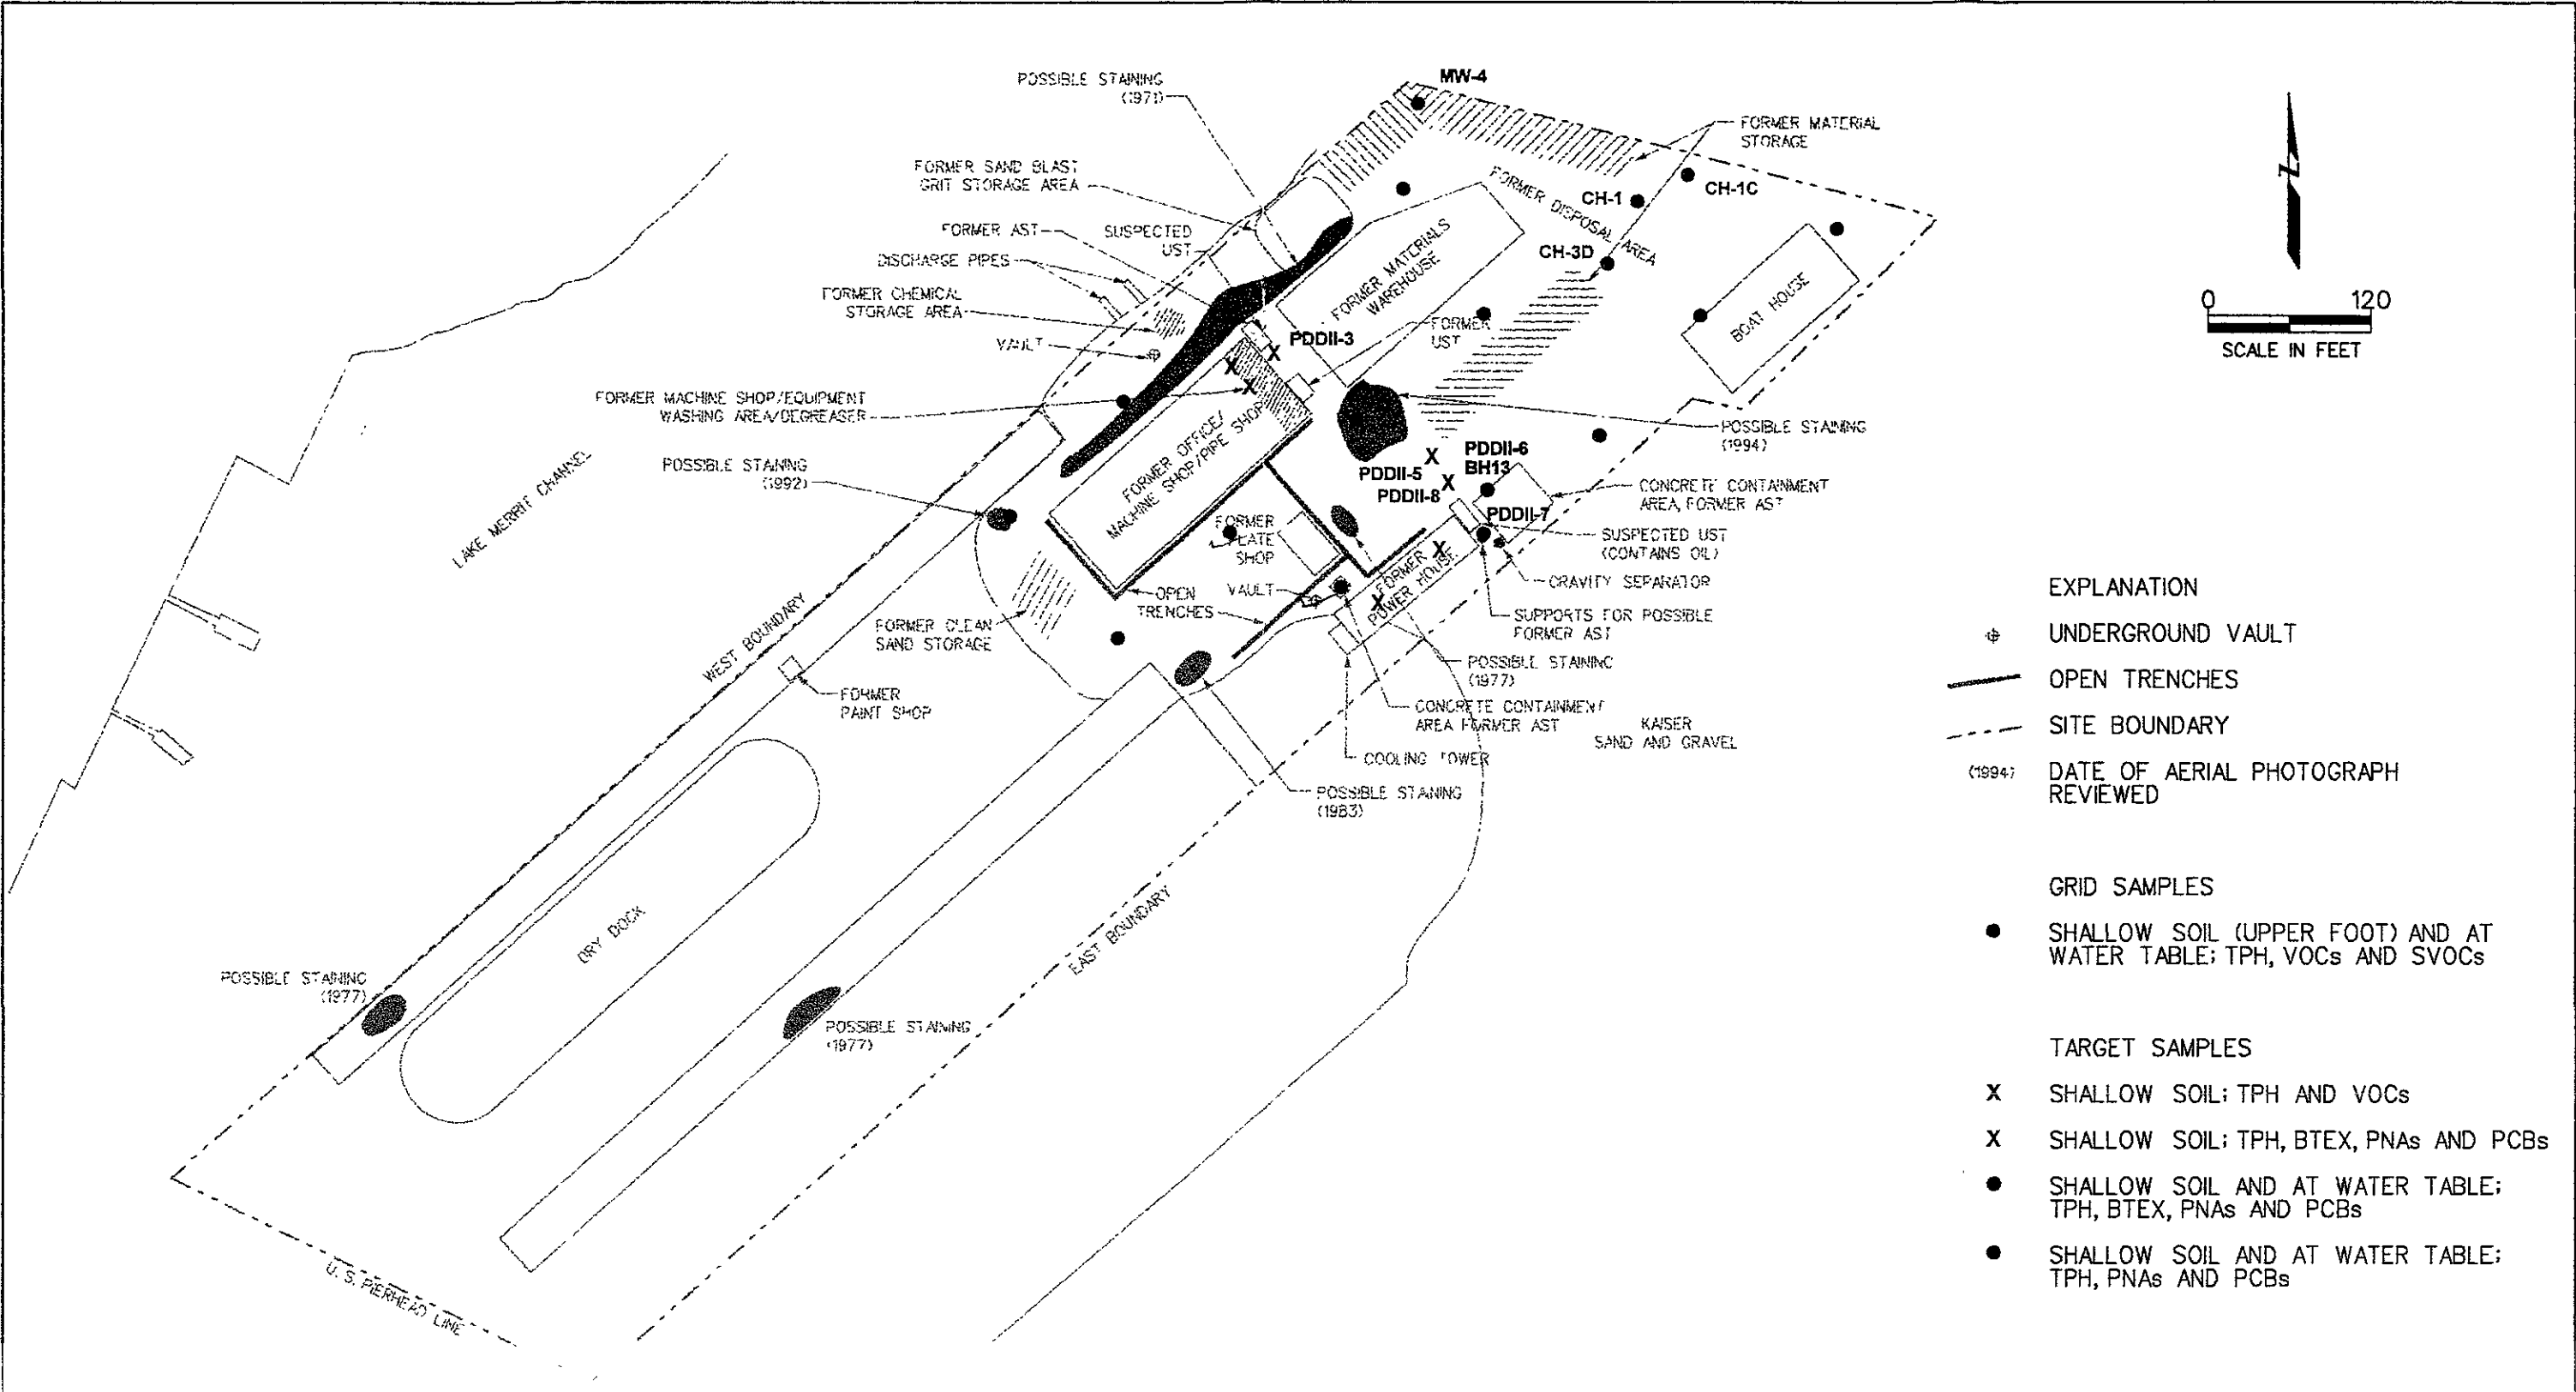 MW-4
POSSIBLE STAINING
(1971)
FORMER MATERIAL
STORAGE
FORMER SAND BLAST
GRIT STORAGE AREA
FORMER DISPOSAL AREA
CH-1
CH-1C
FORMER AST
SUSPECTED
UST
DISCHARGE PIPES
FORMER MATERIALS
WAREHOUSE
CH-3D
FORMER CHEMICAL
STORAGE AREA
BOAT HOUSE
0 120
SCALE IN FEET
VAULT
PDDII-3
FORMER
UST
FORMER MACHINE SHOP/EQUIPMENT
WASHING AREA/DEGREASER
FORMER OFFICE/
MACHINE SHOP/PIPE SHOP
POSSIBLE STAINING
(1994)
POSSIBLE STAINING
(1992)
PDDII-6
BH13
PDDII-5
PDDII-8
PDDII-7
CONCRETE CONTAINMENT
AREA, FORMER AST
LAKE MERRIT CHANNEL
FORMER
PLATE
SHOP
SUSPECTED UST
(CONTAINS OIL)
GRAVITY SEPARATOR
FORMER
POWER HOUSE
VAULT
OPEN
TRENCHES
SUPPORTS FOR POSSIBLE
FORMER AST
FORMER CLEAN
SAND STORAGE
WEST BOUNDARY
POSSIBLE STAINING
(1977)
FORMER
PAINT SHOP
CONCRETE CONTAINMENT
AREA FORMER AST
KAISER
SAND AND GRAVEL
COOLING TOWER
POSSIBLE STAINING
(1983)
DRY DOCK
EAST BOUNDARY
POSSIBLE STAINING
(1977)
POSSIBLE STAINING
(1977)
U. S. PIERHEAD LINE
EXPLANATION
UNDERGROUND VAULT
OPEN TRENCHES
SITE BOUNDARY
(1994) DATE OF AERIAL PHOTOGRAPH
REVIEWED
GRID SAMPLES
SHALLOW SOIL (UPPER FOOT) AND AT
WATER TABLE; TPH, VOCs AND SVOCs
TARGET SAMPLES
X SHALLOW SOIL; TPH AND VOCs
X SHALLOW SOIL; TPH, BTEX, PNAs AND PCBs
SHALLOW SOIL AND AT WATER TABLE;
TPH, BTEX, PNAs AND PCBs
SHALLOW SOIL AND AT WATER TABLE;
TPH, PNAs AND PCBs